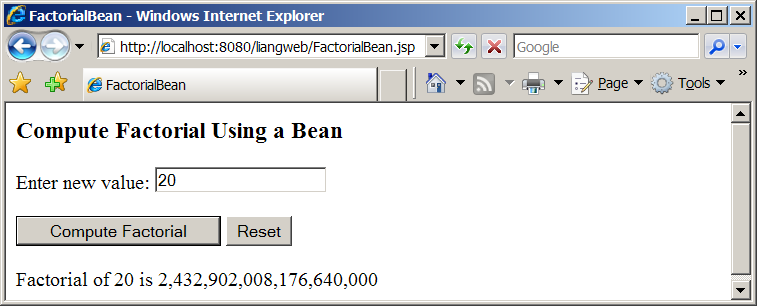 FactorialBean - Windows Internet Explorer
http://localhost:8080/liangweb/FactorialBean.jsp
Google
FactorialBean
Page
Tools
»
Compute Factorial Using a Bean
Enter new value: 20
Compute Factorial Reset
Factorial of 20 is 2,432,902,008,176,640,000